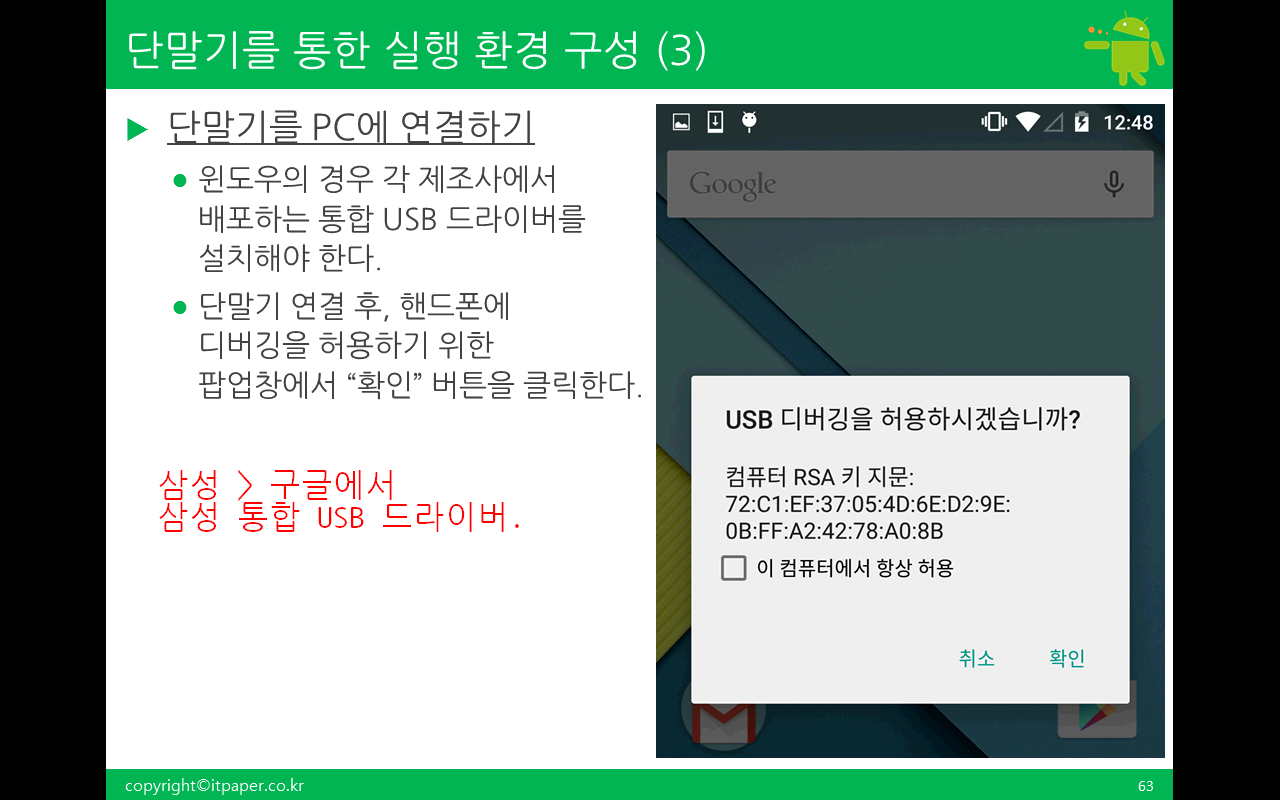 단말기를 통한 실행 환경 구성 (3)
단말기를 PC에 연결하기
윈도우의 경우 각 제조사에서
배포하는 통합 USB 드라이버를
설치해야 한다.
단말기 연결 후, 핸드폰에
디버깅을 허용하기 위한
팝업창에서 “확인” 버튼을 클릭한다.
삼성 > 구글에서
삼성 통합 USB 드라이버.
12:48
Google
USB 디버깅을 허용하시겠습니까?
컴퓨터 RSA 키 지문:
72:C1:EF:37:05:4D:6E:D2:9E:
0B:FF:A2:42:78:A0:8B
이 컴퓨터에서 항상 허용
취소 확인
copyright©itpaper.co.kr
63